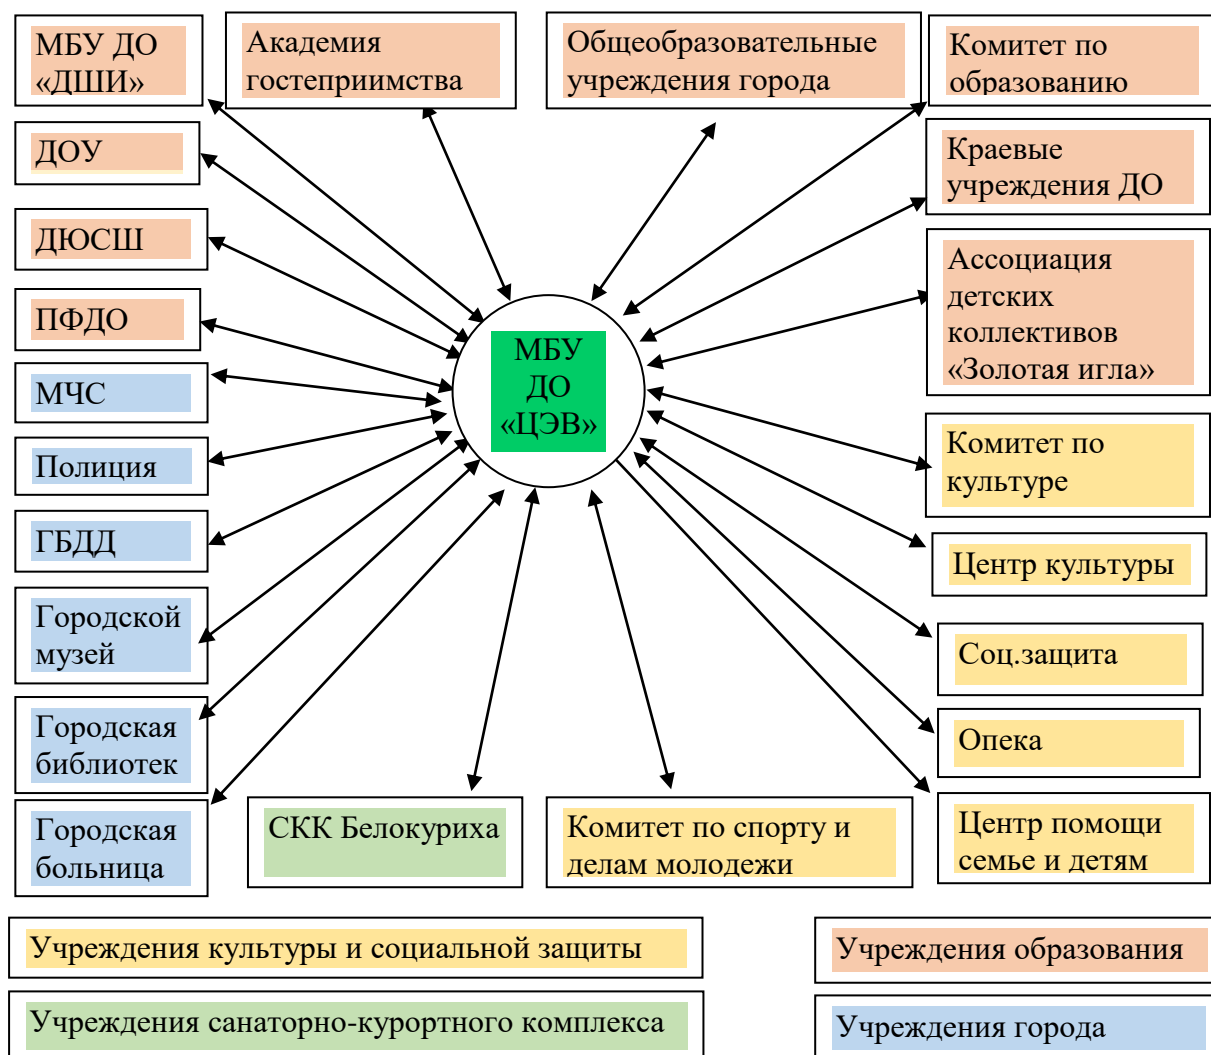 МБУ ДО
«ДШИ»
Академия
гостеприимства
Общеобразовательные
учреждения города
Комитет по
образованию
ДОУ
Краевые
учреждения ДО
ДЮСШ
Ассоциация
детских
коллективов
«Золотая игла»
ПФДО
МБУ
ДО
«ЦЭВ»
МЧС
Полиция
Комитет по
культуре
ГБДД
Центр культуры
Городской
музей
Соц.защита
Городская
библиотек
Опека
Городская
больница
СКК Белокуриха
Комитет по спорту и
делам молодежи
Центр помощи
семье и детям
Учреждения культуры и социальной защиты
Учреждения образования
Учреждения санаторно-курортного комплекса
Учреждения города